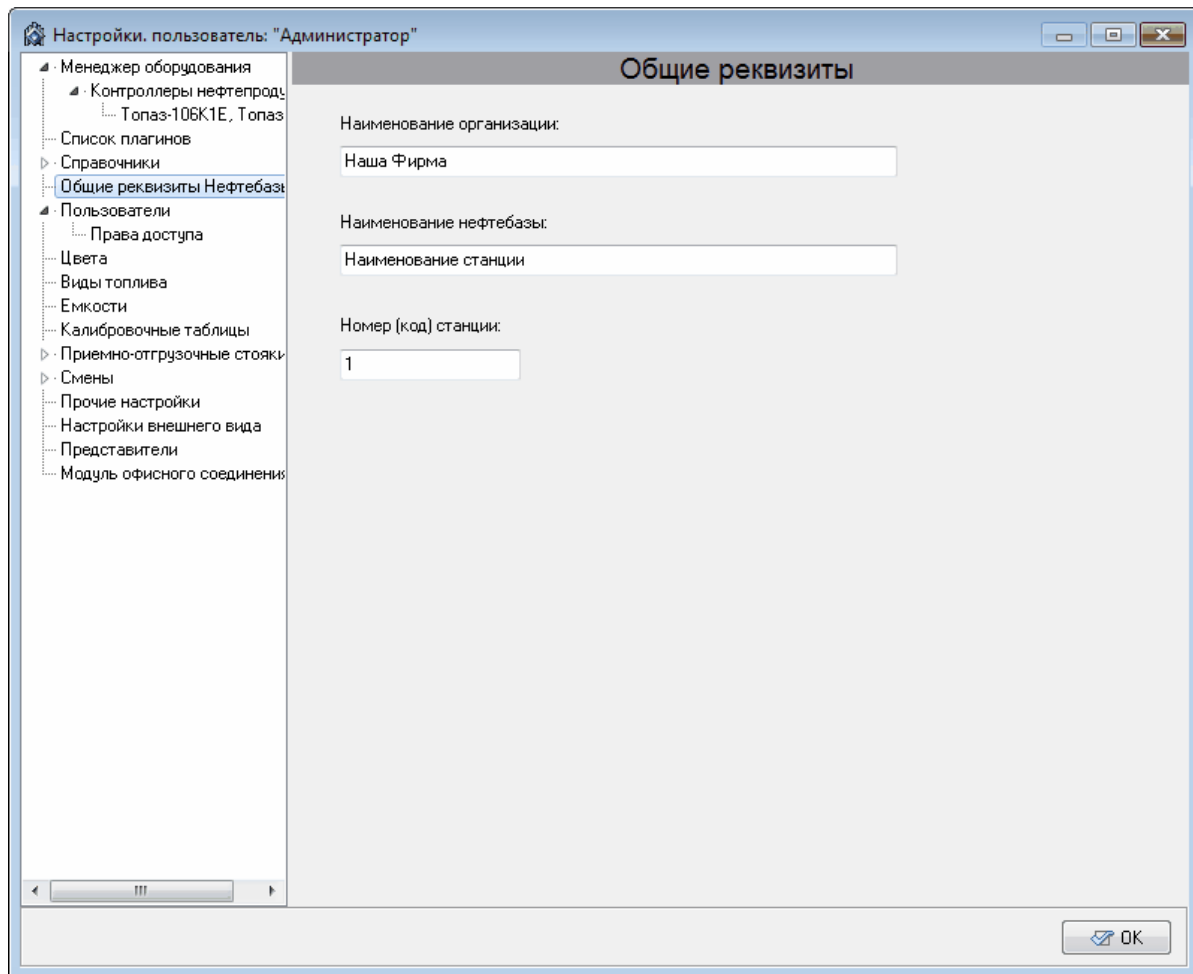 Настройки. пользователь: "Администратор"
Менеджер оборудования
Контроллеры нефтепроду
Топаз-106К1Е, Топаз
Список плагинов
Справочники
Общие реквизиты Нефтебазы
Пользователи
Права доступа
Цвета
Виды топлива
Емкости
Калибровочные таблицы
Приемно-отгрузочные стояки
Смены
Прочие настройки
Настройки внешнего вида
Представители
Модуль офисного соединения
Общие реквизиты
Наименование организации:
Наша Фирма
Наименование нефтебазы:
Наименование станции
Номер (код) станции:
1
OK